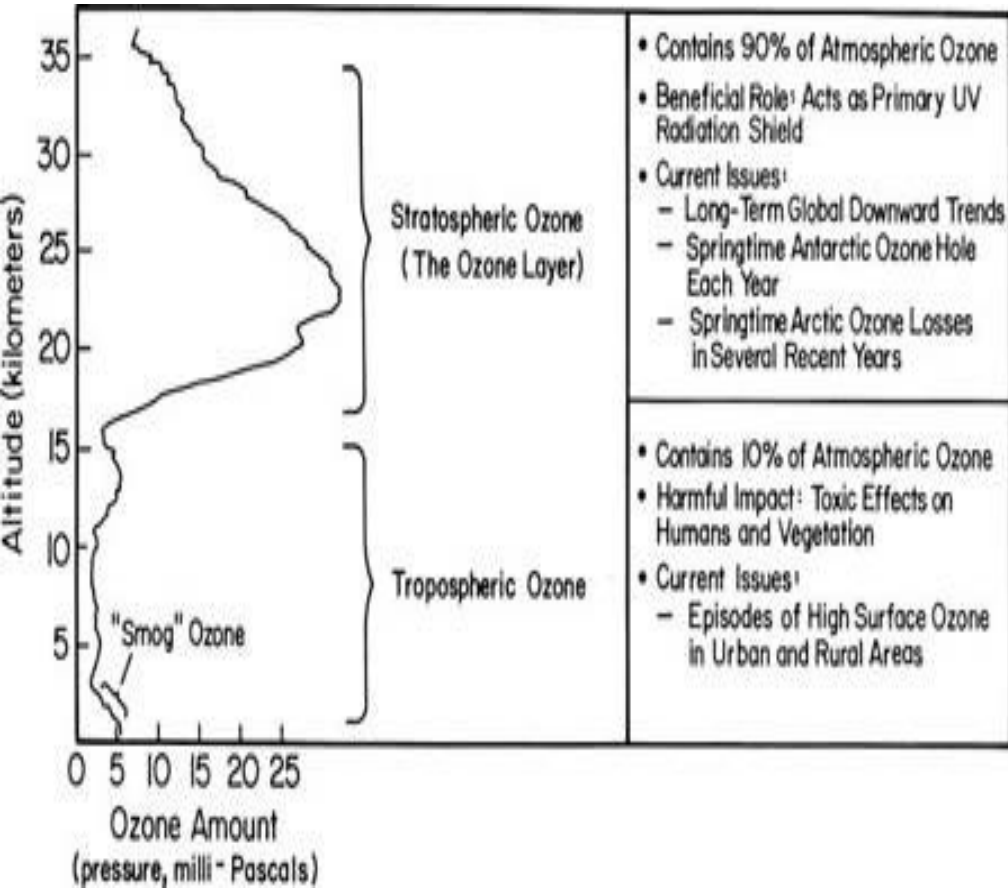 35
30
25
20
15
10
5
Altitude (kilometers)
"Smog" Ozone
0 5 10 15 20 25
Ozone Amount
(pressure, milli-Pascals)
Stratospheric Ozone
(The Ozone Layer)
Tropospheric Ozone
• Contains 90% of Atmospheric Ozone
• Beneficial Role: Acts as Primary UV
Radiation Shield
• Current Issues:
– Long-Term Global Downward Trends
– Springtime Antarctic Ozone Hole
Each Year
– Springtime Arctic Ozone Losses
in Several Recent Years
• Contains 10% of Atmospheric Ozone
• Harmful Impact: Toxic Effects on
Humans and Vegetation
• Current Issues:
– Episodes of High Surface Ozone
in Urban and Rural Areas